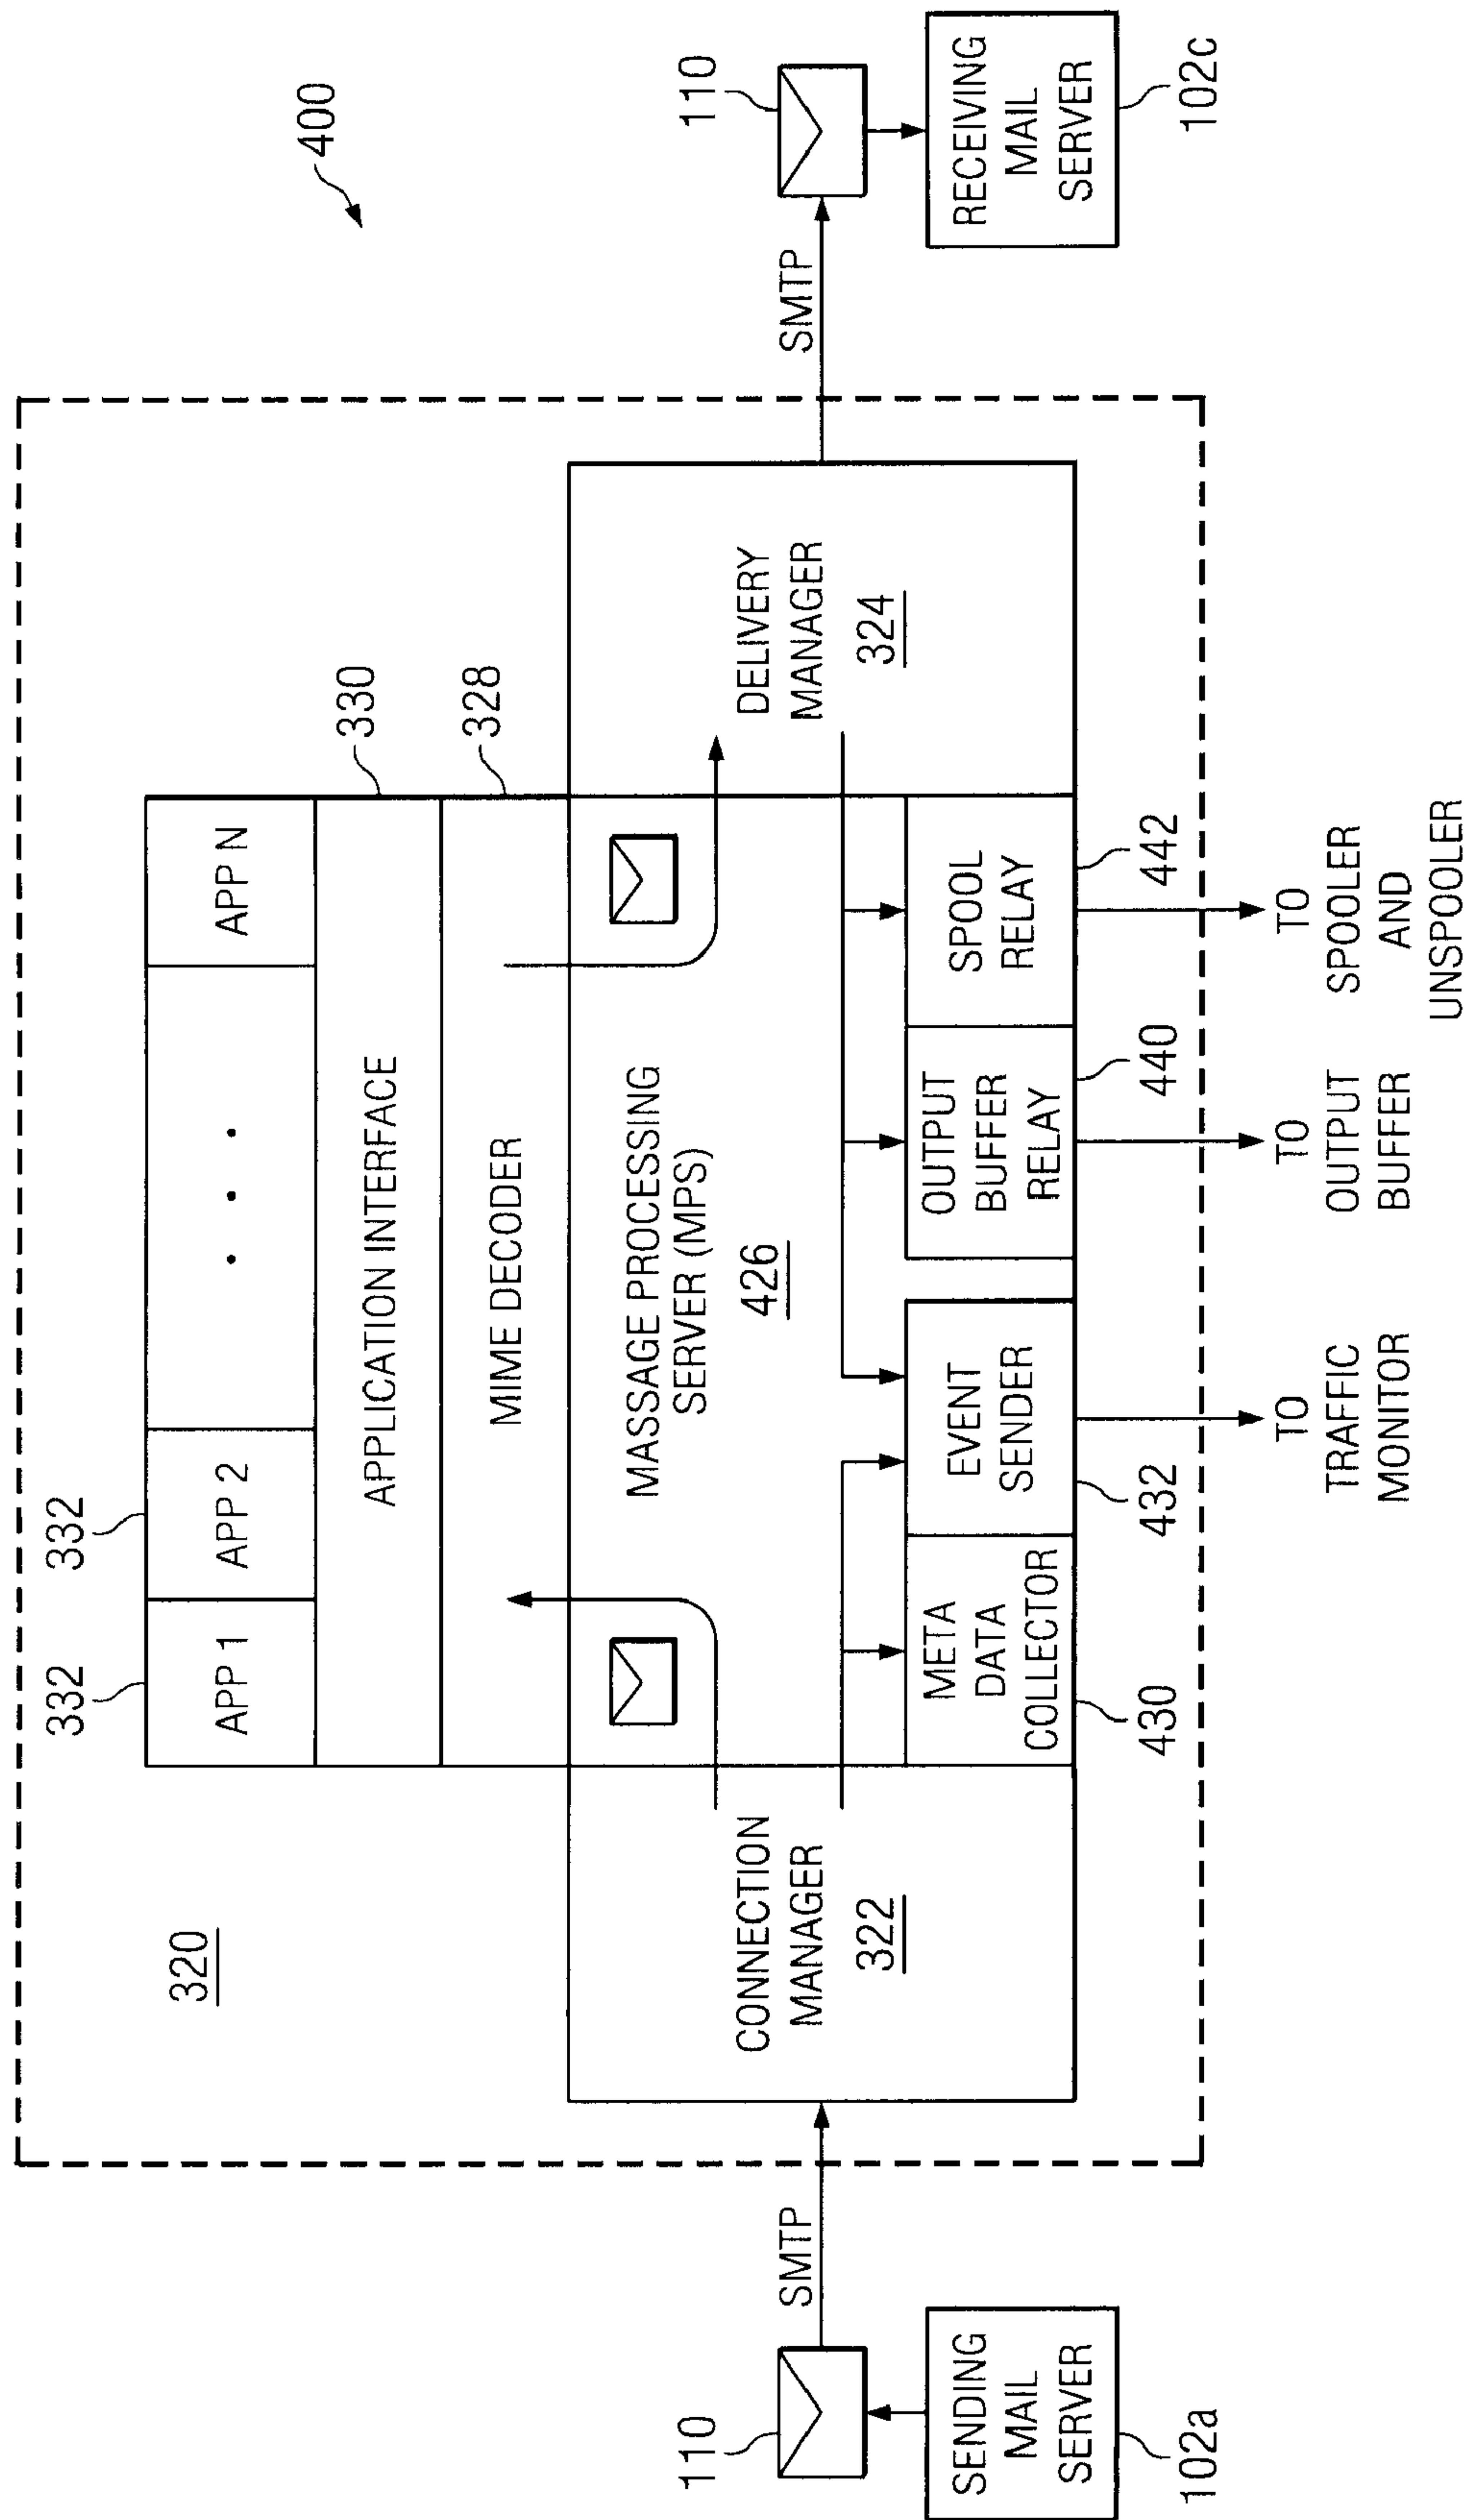 400
332
332
APP 1
APP 2
. . .
APP N
320
APPLICATION INTERFACE
330
MIME DECODER
328
MASSAGE PROCESSING
SERVER (MPS)
426
CONNECTION
MANAGER
322
DELIVERY
MANAGER
324
110
SMTP
SENDING
MAIL
SERVER
102a
110
SMTP
RECEIVING
MAIL
SERVER
102c
META
DATA
COLLECTOR
430
EVENT
SENDER
432
OUTPUT
BUFFER
RELAY
440
SPOOL
RELAY
442
TO
TRAFFIC
MONITOR
TO
OUTPUT
BUFFER
TO
SPOOLER
AND
UNSPOOLER